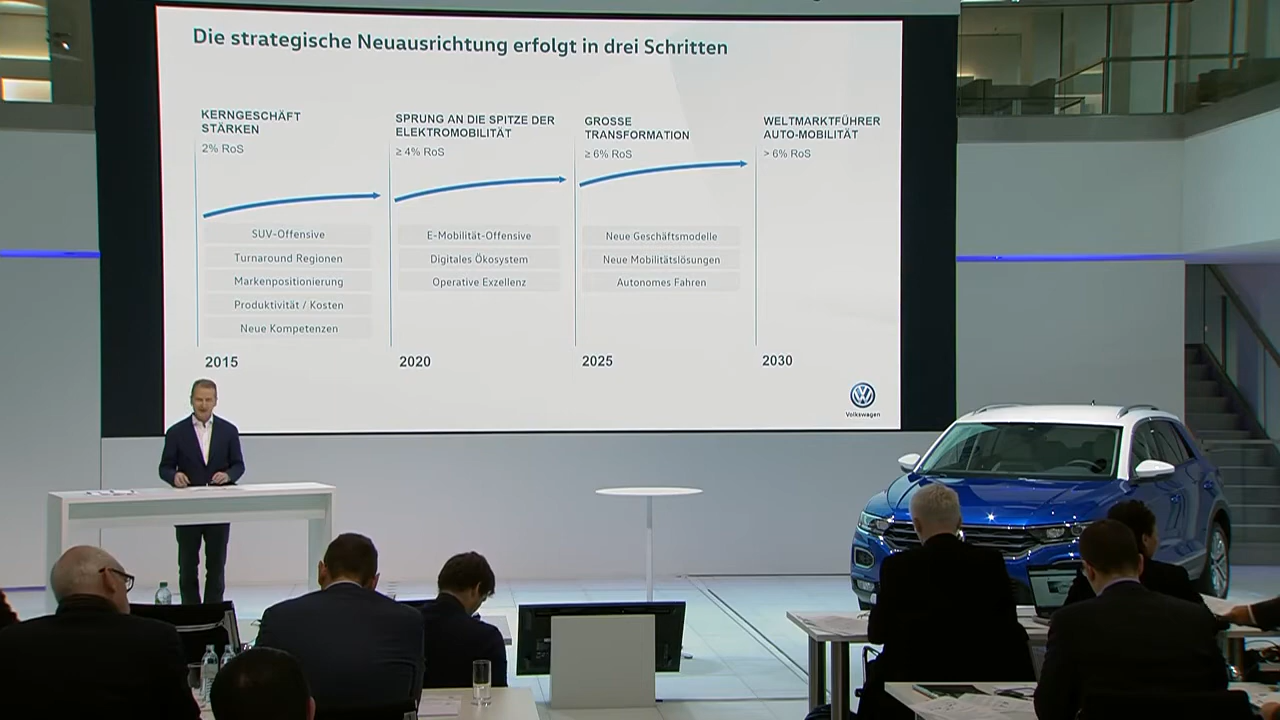 Die strategische Neuausrichtung erfolgt in drei Schritten
KERNGESCHÄFT
STÄRKEN
2% RoS
SPRUNG AN DIE SPITZE DER
ELEKTROMOBILITÄT
≥ 4% RoS
GROSSE
TRANSFORMATION
≥ 6% RoS
WELTMARKTFÜHRER
AUTO-MOBILITÄT
> 6% RoS
SUV-Offensive
Turnaround Regionen
Markenpositionierung
Produktivität / Kosten
Neue Kompetenzen
E-Mobilität-Offensive
Digitales Ökosystem
Operative Exzellenz
Neue Geschäftsmodelle
Neue Mobilitätslösungen
Autonomes Fahren
2015
2020
2025
2030
Volkswagen